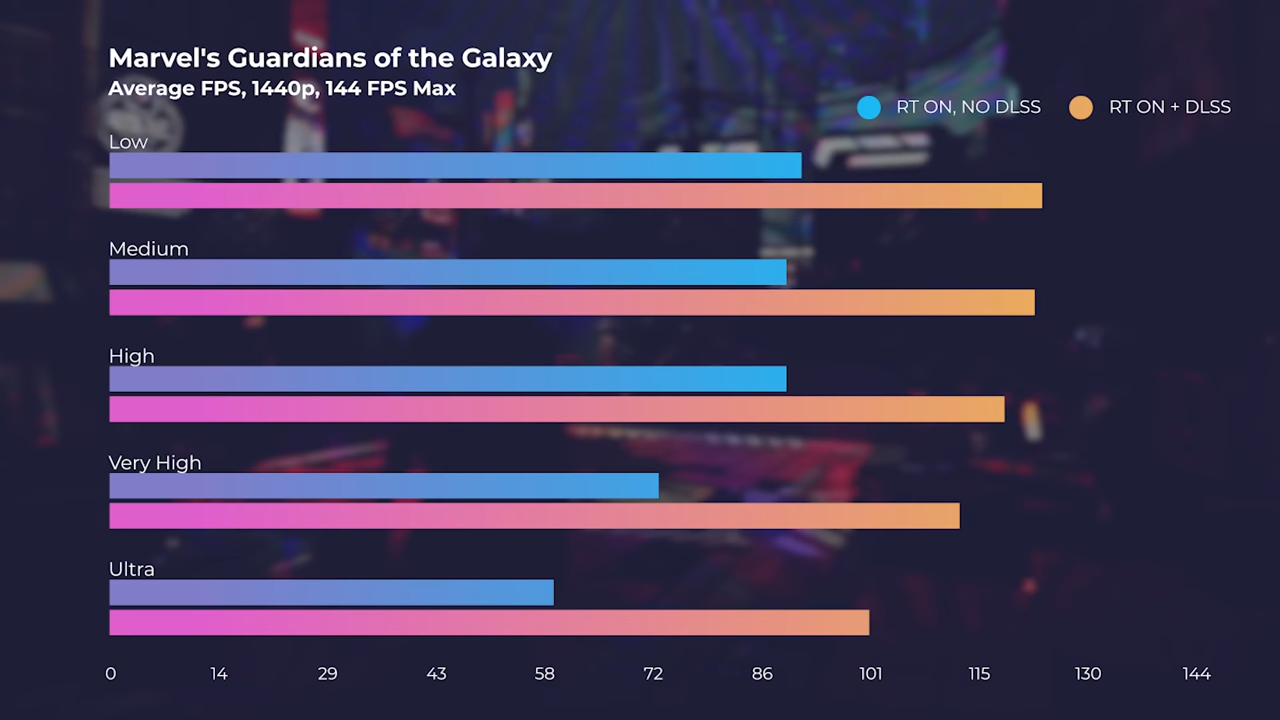 Marvel's Guardians of the Galaxy
Average FPS, 1440p, 144 FPS Max
RT ON, NO DLSS
RT ON + DLSS
Low
Medium
High
Very High
Ultra
0 14 29 43 58 72 86 101 115 130 144